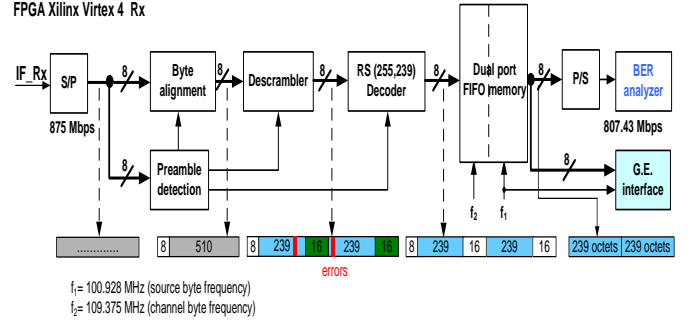 FPGA Xilinx Virtex 4 Rx
IF_Rx
S/P
875 Mbps
8
8
Byte
alignment
8
Preamble
detection
Descrambler
8
RS (255,239)
Decoder
8
Dual port
FIFO memory
f2
f1
8
P/S
8
BER
analyzer
807.43 Mbps
G.E.
interface
.............
8 510
8 239 16 239 16
errors
8 239 16 239 16
239 octets 239 octets
f1= 100.928 MHz (source byte frequency)
f2= 109.375 MHz (channel byte frequency)